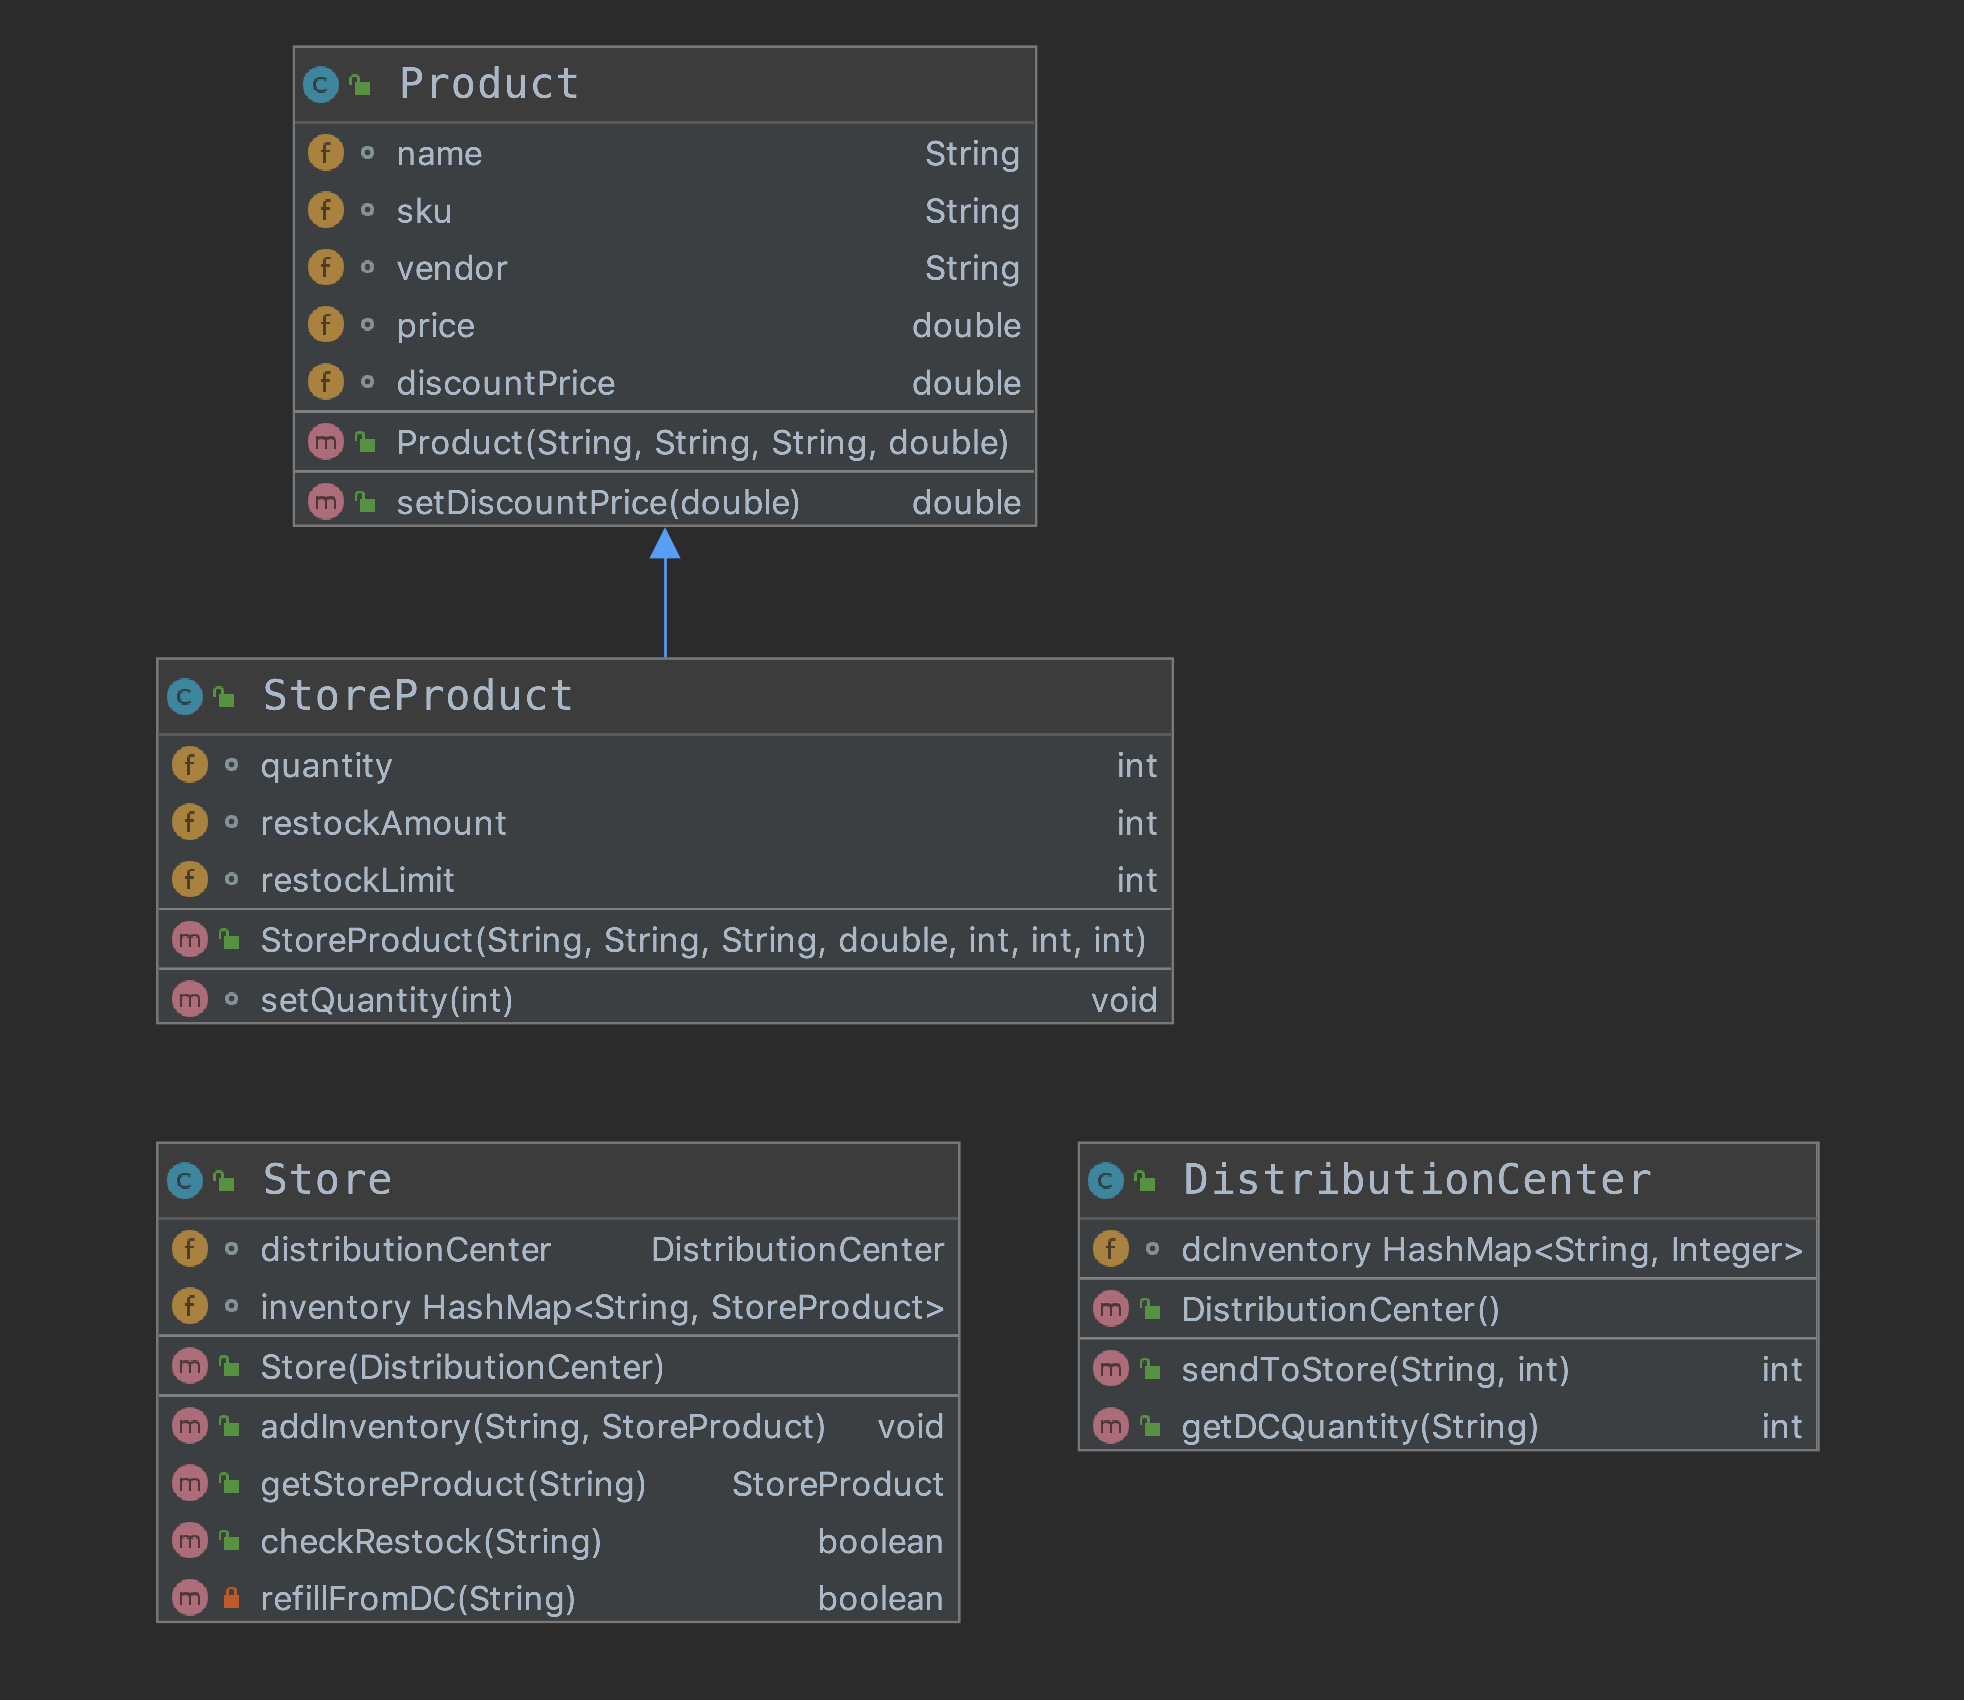 Product
name String
sku String
vendor String
price double
discountPrice double
Product(String, String, String, double)
setDiscountPrice(double) double
StoreProduct
quantity int
restockAmount int
restockLimit int
StoreProduct(String, String, String, double, int, int, int)
setQuantity(int) void
Store
distributionCenter DistributionCenter
inventory HashMap<String, StoreProduct>
Store(DistributionCenter)
addInventory(String, StoreProduct) void
getStoreProduct(String) StoreProduct
checkRestock(String) boolean
refillFromDC(String) boolean
DistributionCenter
dcInventory HashMap<String, Integer>
DistributionCenter()
sendToStore(String, int) int
getDCQuantity(String) int